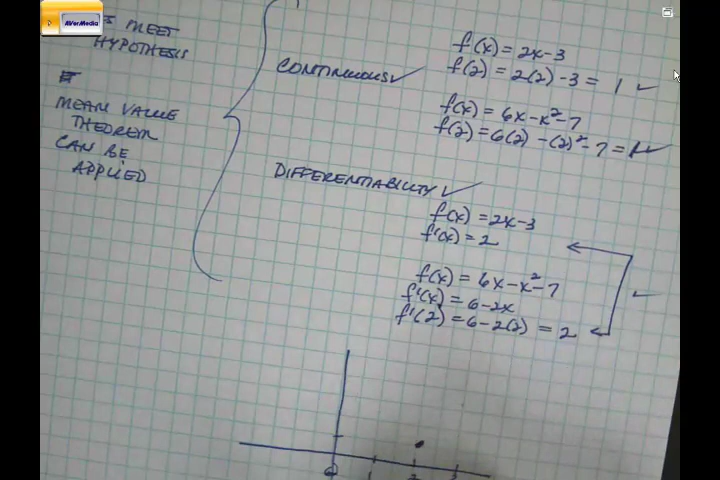 AVerMedia
MEET
HYPOTHESIS
MEAN VALUE
THEOREM
CAN BE
APPLIED
CONTINUOUS ✓
f(x) = 2x-3
f(2) = 2(2) -3 = 1 ✓
f(x) = 6x-x²-7
f(2) = 6(2) -(2)² -7 = 1 ✓
DIFFERENTIABILITY ✓
f(x) = 2x-3
f'(x) = 2
f(x) = 6x-x²-7
f'(x) = 6-2x
f'(2) = 6-2(2) = 2
✓